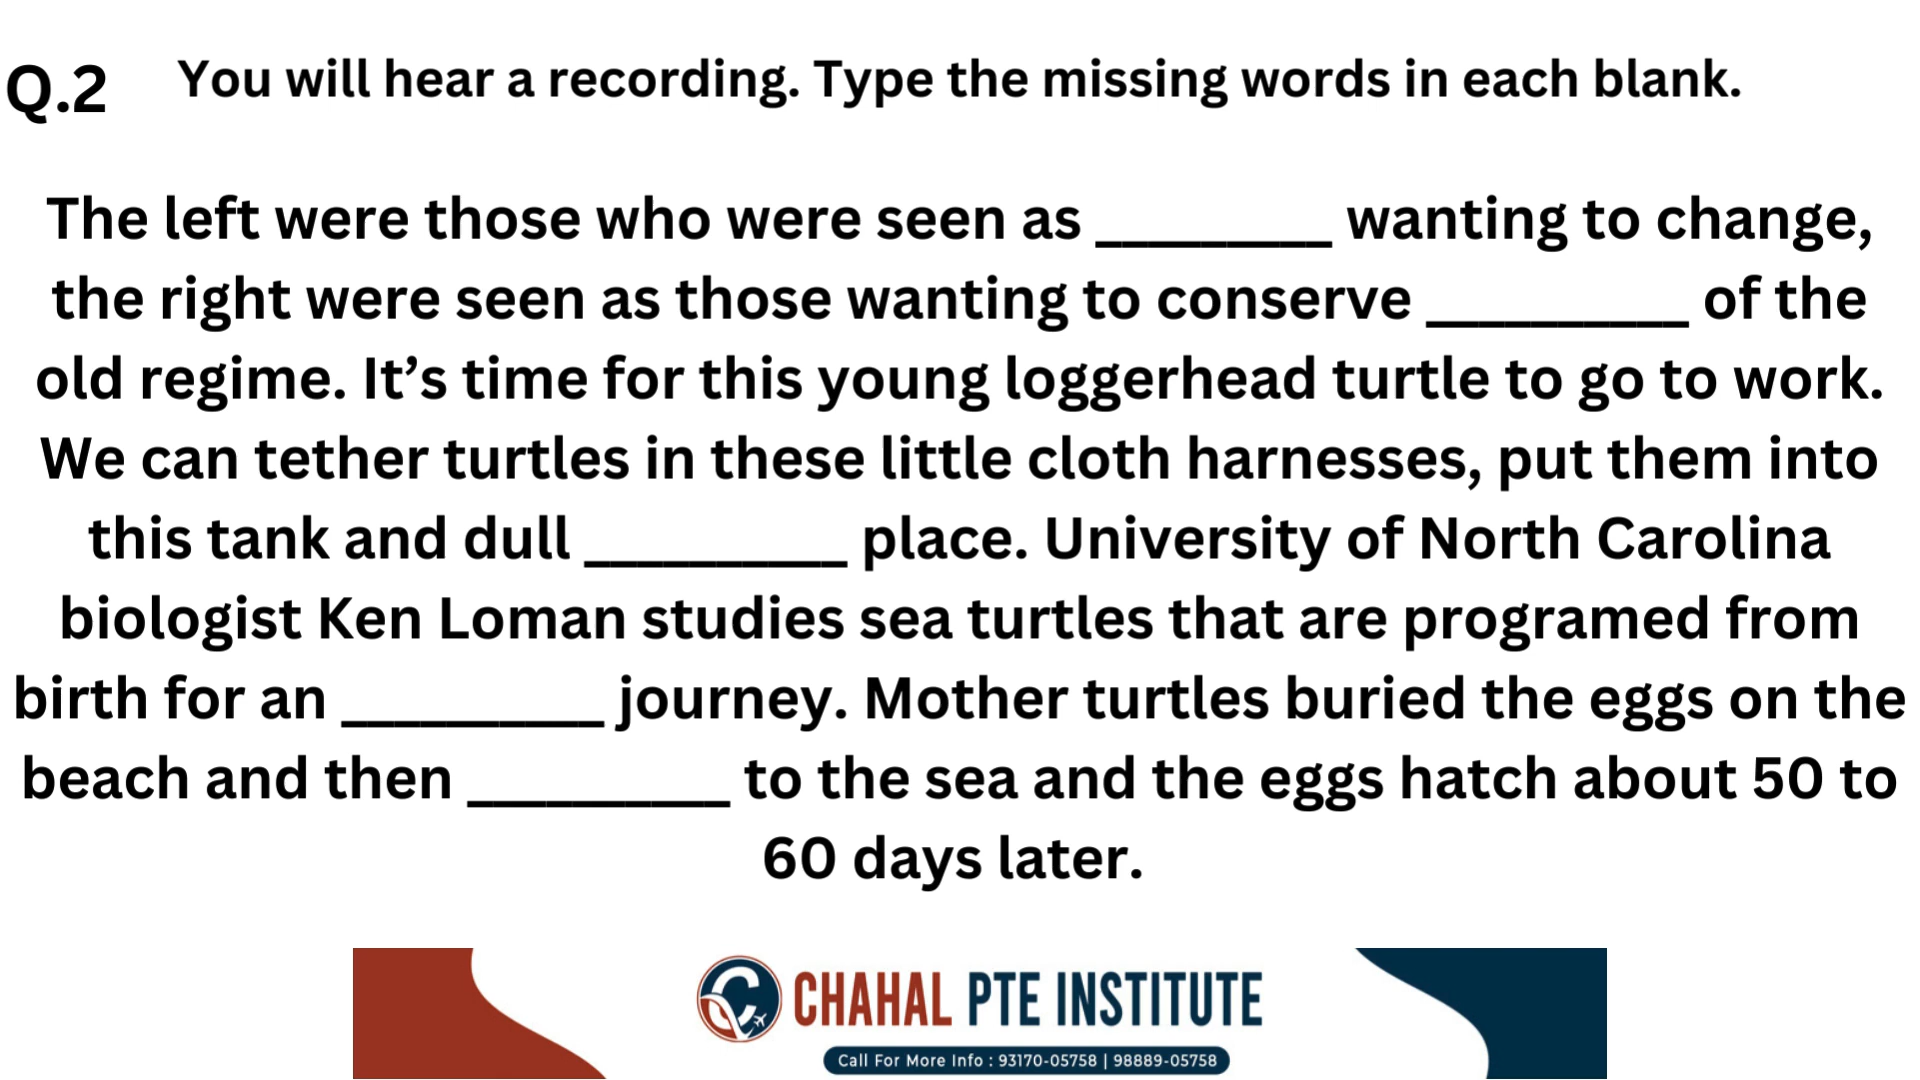 Q.2 You will hear a recording. Type the missing words in each blank.
The left were those who were seen as _________ wanting to change,
the right were seen as those wanting to conserve __________ of the
old regime. It’s time for this young loggerhead turtle to go to work.
We can tether turtles in these little cloth harnesses, put them into
this tank and dull __________ place. University of North Carolina
biologist Ken Loman studies sea turtles that are programed from
birth for an __________ journey. Mother turtles buried the eggs on the
beach and then __________ to the sea and the eggs hatch about 50 to
60 days later.
CHAHAL PTE INSTITUTE
Call For More Info : 93170-05758 | 98889-05758